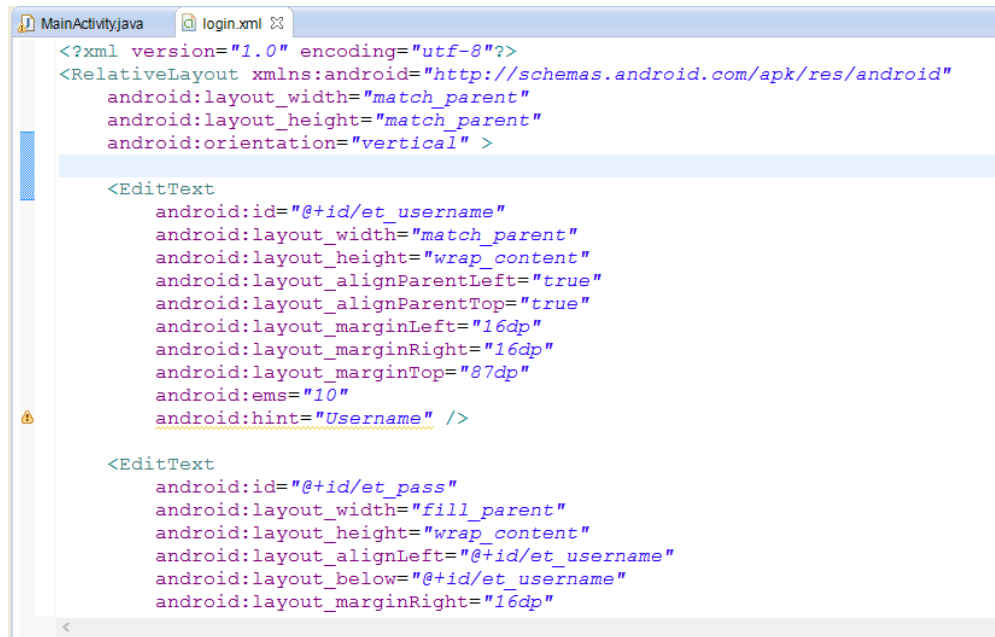 MainActivity.java login.xml
<?xml version="1.0" encoding="utf-8"?>
<RelativeLayout xmlns:android="http://schemas.android.com/apk/res/android"
    android:layout_width="match_parent"
    android:layout_height="match_parent"
    android:orientation="vertical" >

    <EditText
        android:id="@+id/et_username"
        android:layout_width="match_parent"
        android:layout_height="wrap_content"
        android:layout_alignParentLeft="true"
        android:layout_alignParentTop="true"
        android:layout_marginLeft="16dp"
        android:layout_marginRight="16dp"
        android:layout_marginTop="87dp"
        android:ems="10"
        android:hint="Username" />

    <EditText
        android:id="@+id/et_pass"
        android:layout_width="fill_parent"
        android:layout_height="wrap_content"
        android:layout_alignLeft="@+id/et_username"
        android:layout_below="@+id/et_username"
        android:layout_marginRight="16dp"